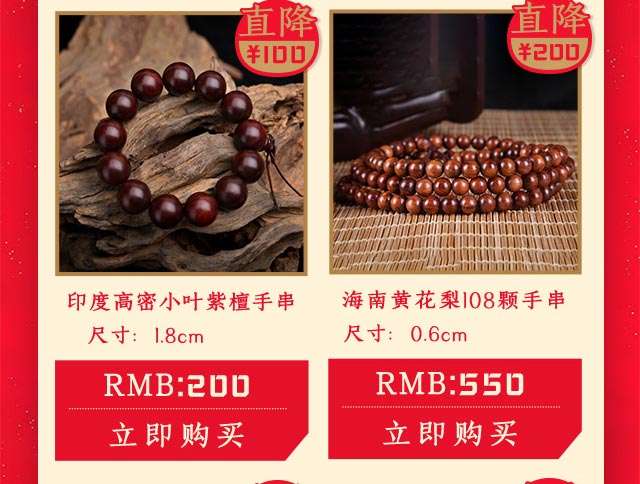 直降
¥100
直降
¥200
印度高密小叶紫檀手串
尺寸: 1.8cm
RMB:200
立即购买
海南黄花梨108颗手串
尺寸: 0.6cm
RMB:550
立即购买